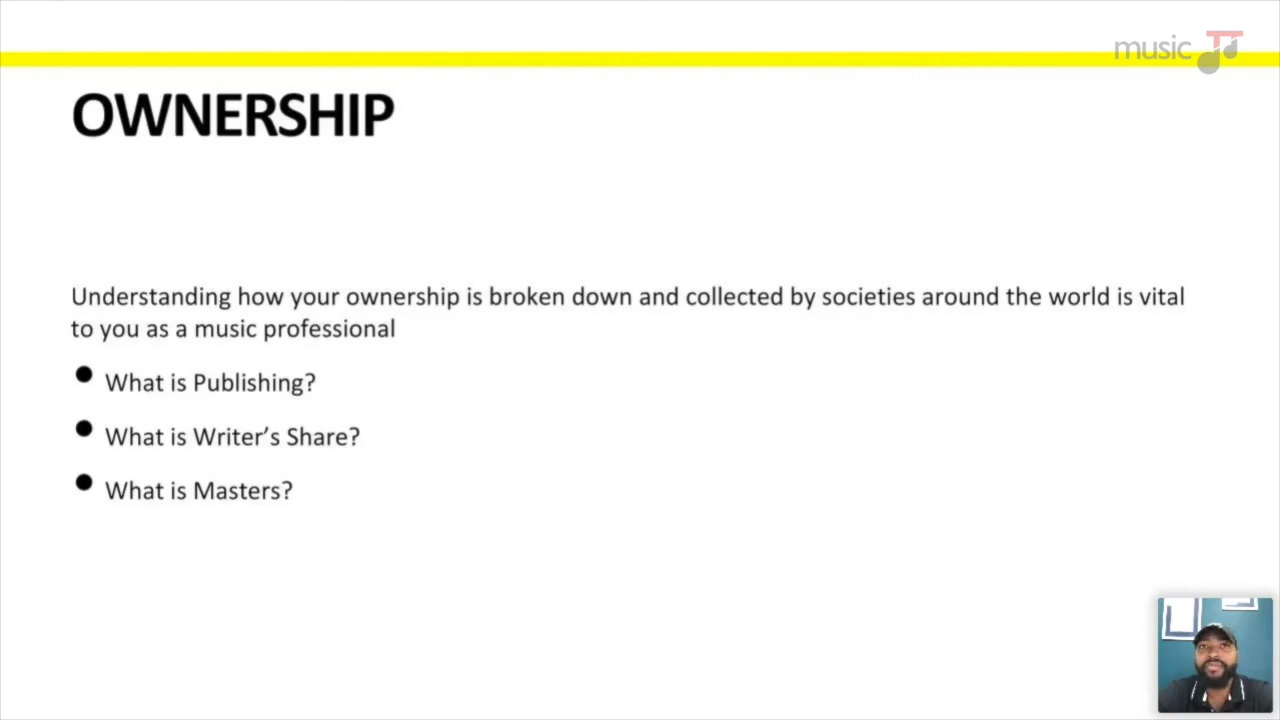 music TT
OWNERSHIP
Understanding how your ownership is broken down and collected by societies around the world is vital
to you as a music professional
What is Publishing?
What is Writer’s Share?
What is Masters?